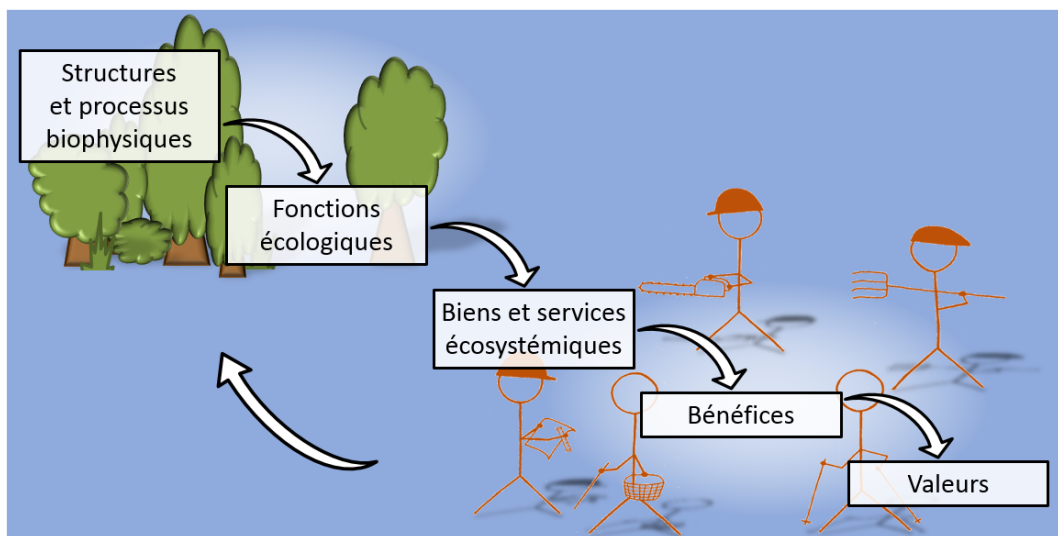 Structures
et processus
biophysiques
Fonctions
écologiques
Biens et services
écosystémiques
Bénéfices
Valeurs